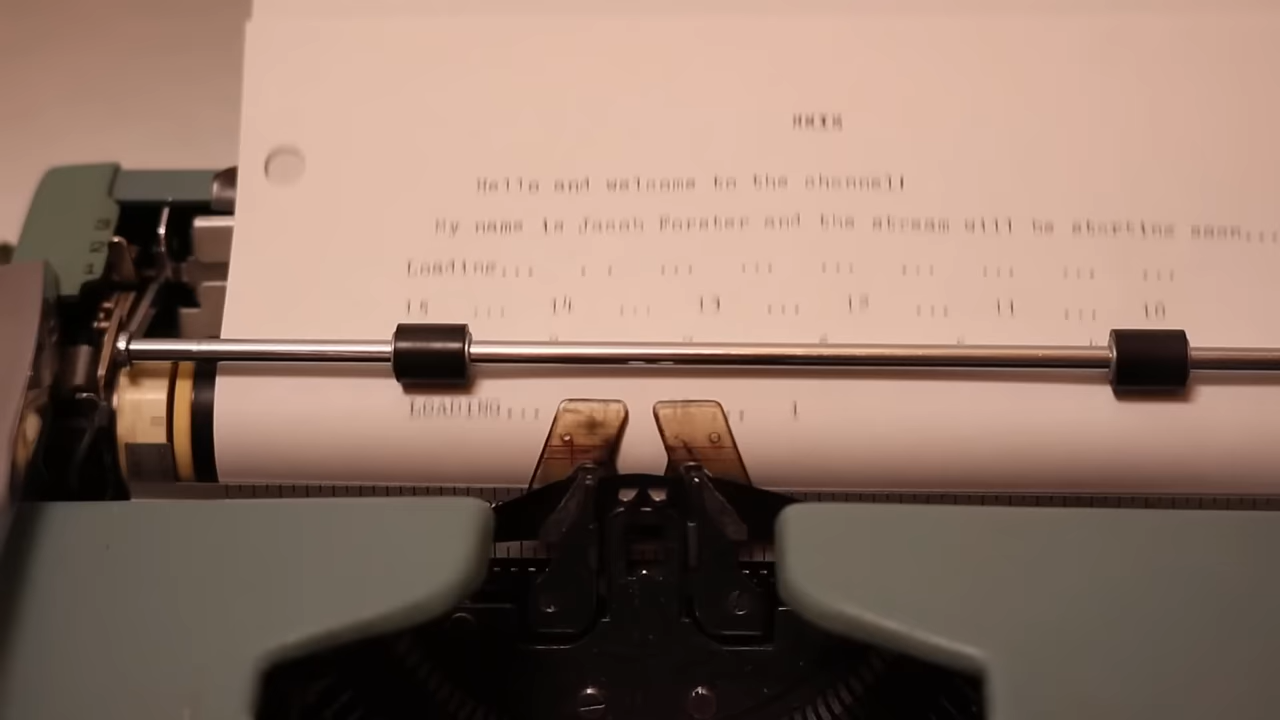 Hello and welcome to the channel!
My name is Jacob Forster and the stream will be starting soon...
Loading... ... ... ... ... ... ... ... ...
15 ... 14 ... 13 ... 12 ... 11 ... 10
LOADING... 1